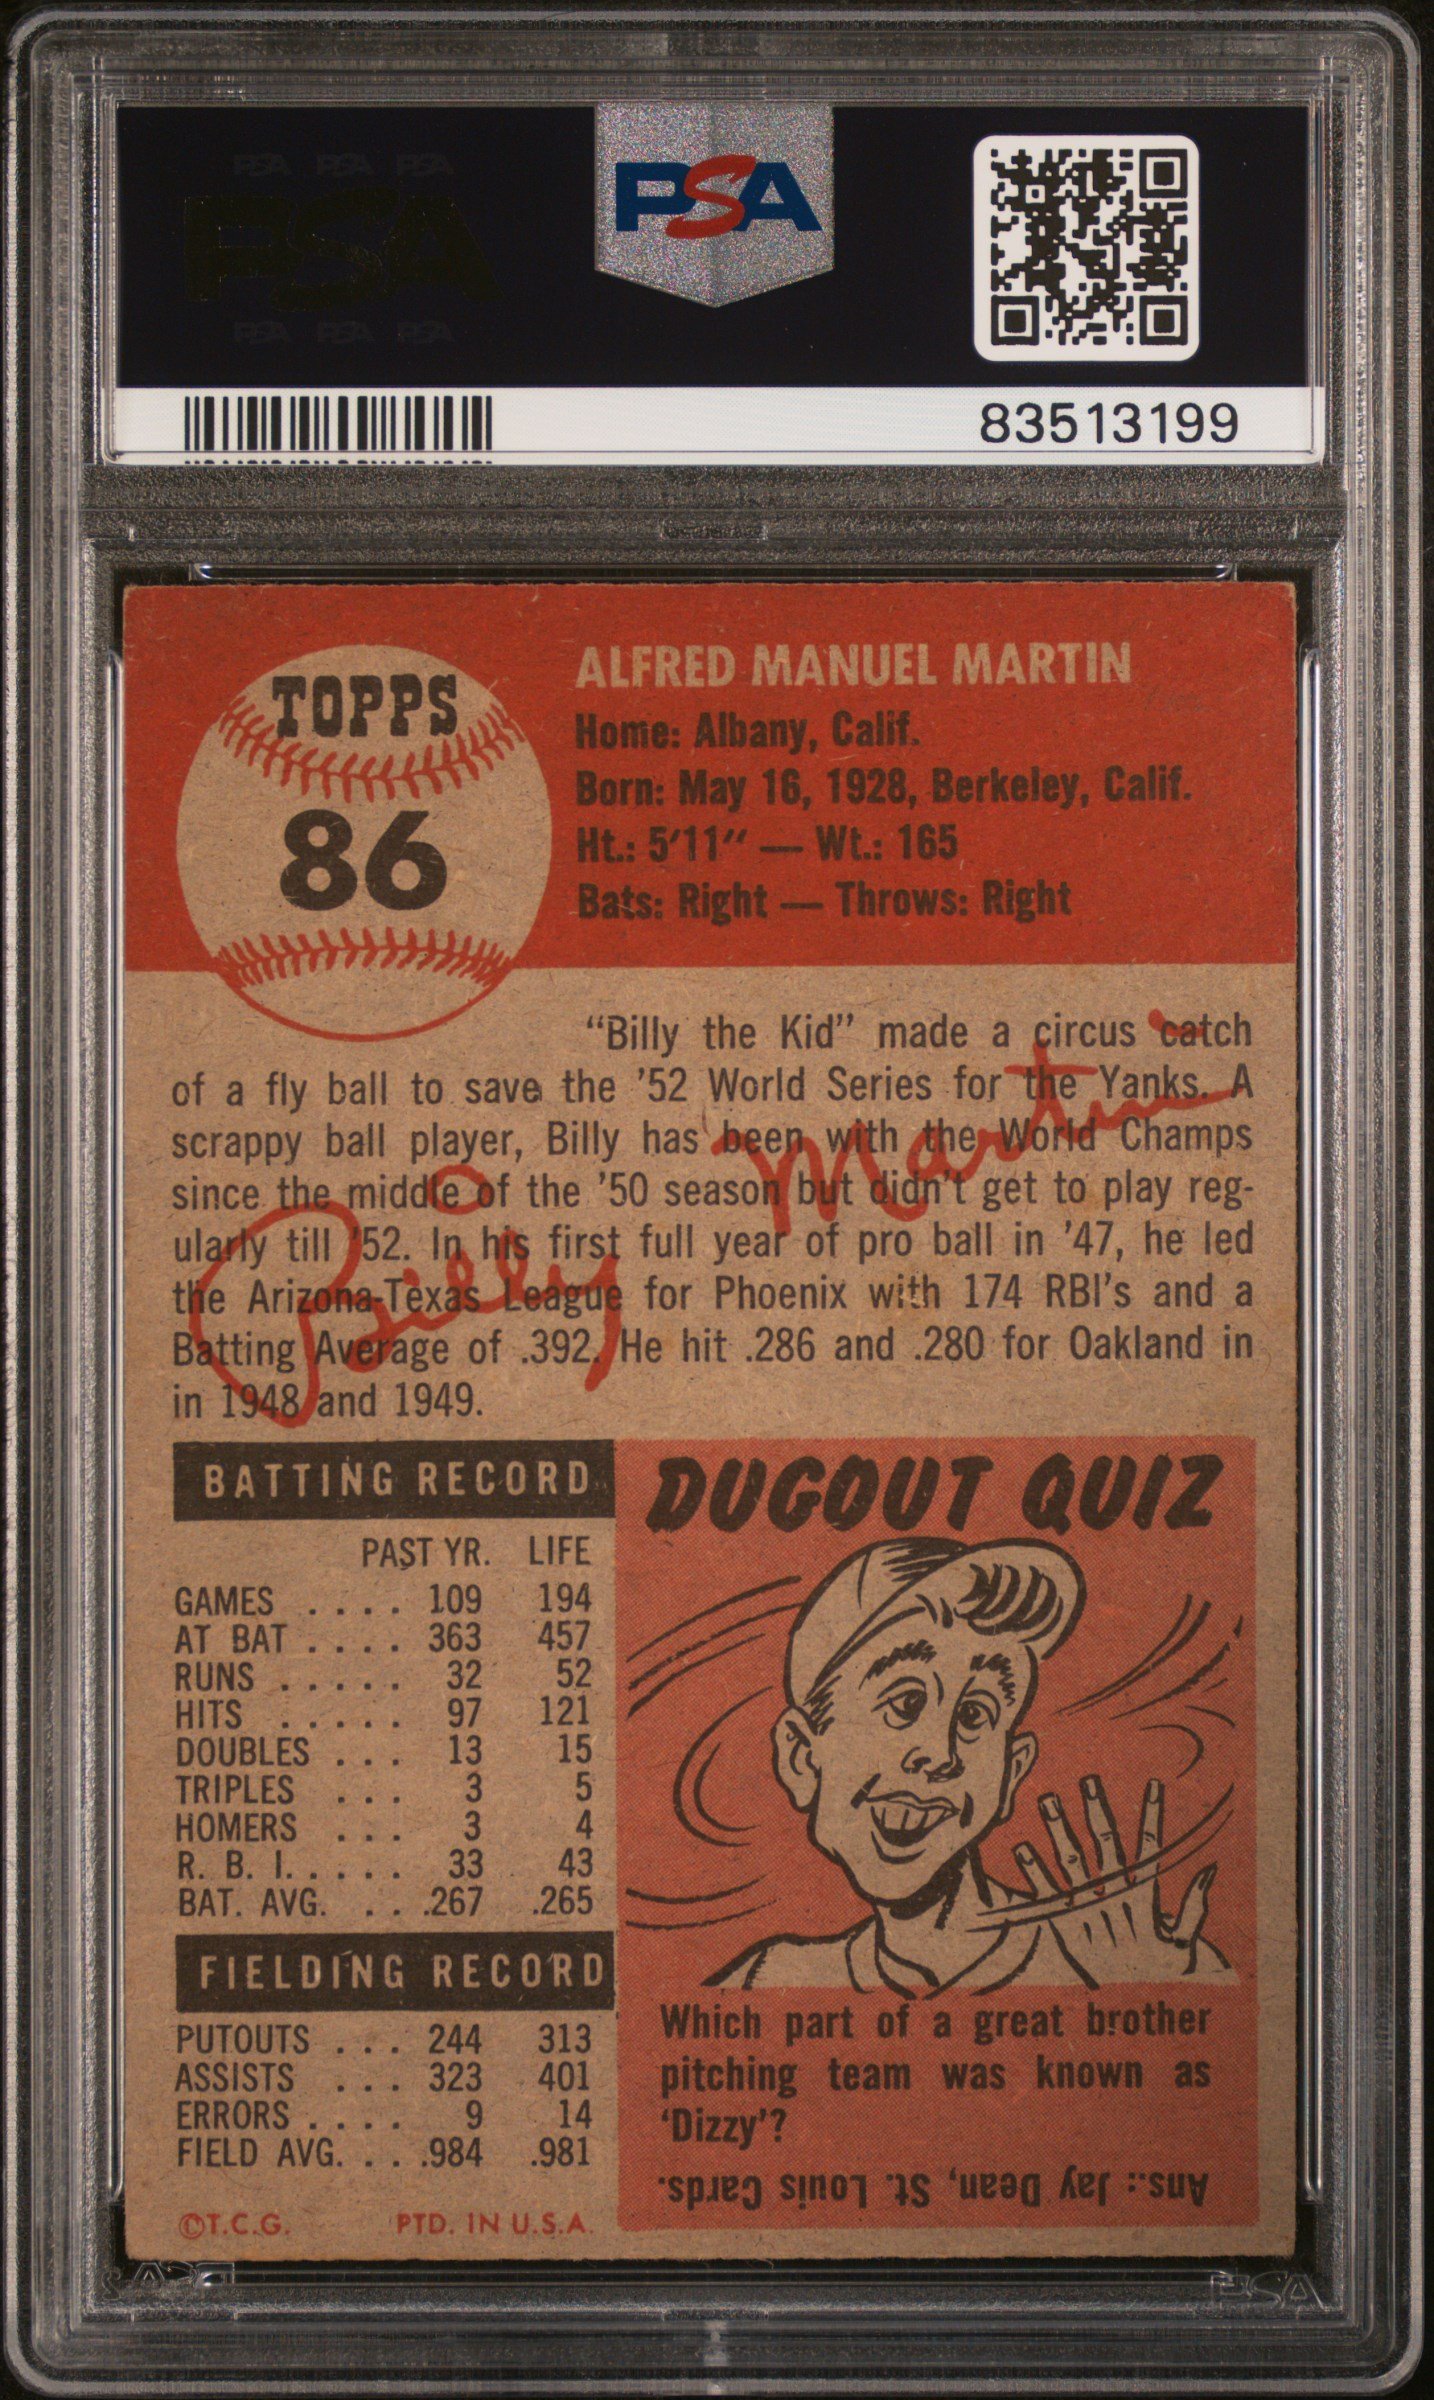 PSA PSA PSA
PSA
PSA PSA PSA
PSA
83513199
TOPPS
86
ALFRED MANUEL MARTIN
Home: Albany, Calif.
Born: May 16, 1928, Berkeley, Calif.
Ht.: 5'11" — Wt.: 165
Bats: Right — Throws: Right
"Billy the Kid" made a circus catch
of a fly ball to save the '52 World Series for the Yanks. A
scrappy ball player, Billy has been with the World Champs
since the middle of the '50 season but didn't get to play reg-
ularly till '52. In his first full year of pro ball in '47, he led
the Arizona-Texas League for Phoenix with 174 RBI's and a
Batting Average of .392. He hit .286 and .280 for Oakland in
in 1948 and 1949.
Billy Martin
BATTING RECORD
PAST YR. LIFE
GAMES .... 109 194
AT BAT .... 363 457
RUNS ..... 32 52
HITS ..... 97 121
DOUBLES ... 13 15
TRIPLES ... 3 5
HOMERS ... 3 4
R. B. I. .... 33 43
BAT. AVG. ... .267 .265
FIELDING RECORD
PUTOUTS ... 244 313
ASSISTS ... 323 401
ERRORS .... 9 14
FIELD AVG. ... .984 .981
©T.C.G. PTD. IN U.S.A.
DUGOUT QUIZ
Which part of a great brother
pitching team was known as
'Dizzy'?
Ans.: Jay Dean, St. Louis Cards.
PSA
PSA